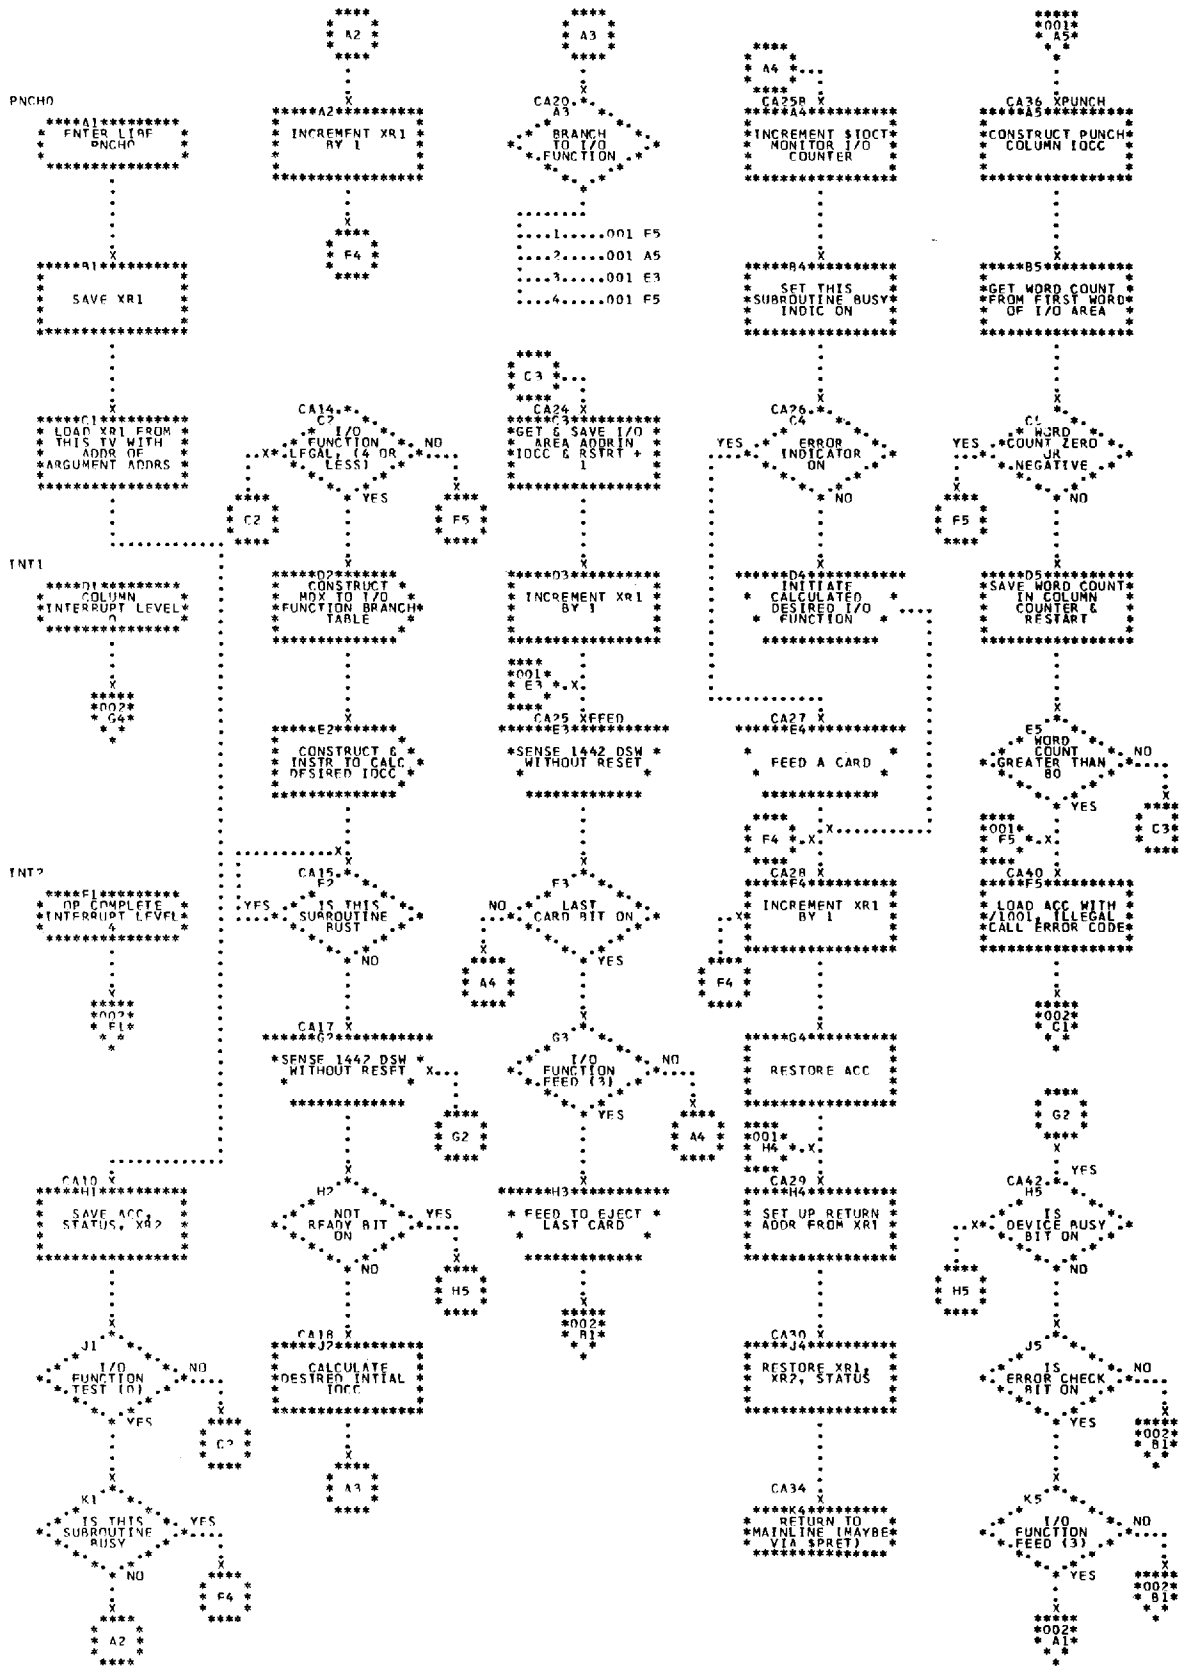 A2
A3
001
A5
A4
PNCH0
CA20
CA25B
CA36 XPUNCH
A1
ENTER LIBF
PNCH0
A2
INCREMENT XR1
BY 1
A3
BRANCH
TO I/O
FUNCTION
A4
INCREMENT $IOCT
MONITOR I/O
COUNTER
A5
CONSTRUCT PUNCH
COLUMN IOCC
F4
1.....001 F5
2.....001 A5
3.....001 E3
4.....001 F5
B1
SAVE XR1
B4
SET THIS
SUBROUTINE BUSY
INDIC ON
B5
GET WORD COUNT
FROM FIRST WORD
OF I/O AREA
C3
CA14
CA24
CA26
C1
LOAD XR1 FROM
THIS TV WITH
ADDR OF
ARGUMENT ADDRS
C2
I/O
FUNCTION
LEGAL, (4 OR
LESS)
NO
YES
C3
GET & SAVE I/O
AREA ADDRIN
IOCC & RSTRT +
1
C4
ERROR
INDICATOR
ON
YES
NO
WORD
COUNT ZERO
OR
NEGATIVE
YES
NO
C2
F5
F5
INT1
D1
COLUMN
INTERRUPT LEVEL
0
D2
CONSTRUCT
MDX TO I/O
FUNCTION BRANCH
TABLE
D3
INCREMENT XR1
BY 1
D4
INITIATE
CALCULATED
DESIRED I/O
FUNCTION
D5
SAVE WORD COUNT
IN COLUMN
COUNTER &
RESTART
002
G4
001
E3
CA25 XFEED
CA27
E2
CONSTRUCT &
INSTR TO CALC
DESIRED IOCC
E3
SENSE 1442 DSW
WITHOUT RESET
E4
FEED A CARD
E5
WORD
COUNT
GREATER THAN
80
NO
YES
F4
001
F5
C3
INT2
CA15
CA28
CA40
F1
OP COMPLETE
INTERRUPT LEVEL
4
F2
IS THIS
SUBROUTINE
BUST
YES
NO
F3
LAST
CARD BIT ON
NO
YES
F4
INCREMENT XR1
BY 1
F5
LOAD ACC WITH
/1001, ILLEGAL
CALL ERROR CODE
A4
F4
002
F1
002
C1
CA17
G2
SENSE 1442 DSW
WITHOUT RESET
G3
I/O
FUNCTION
FEED (3)
NO
YES
G4
RESTORE ACC
G2
G2
A4
001
H4
CA10
CA29
CA42
YES
H1
SAVE ACC,
STATUS, XR2
H2
NOT
READY BIT
ON
YES
NO
H3
FEED TO EJECT
LAST CARD
H4
SET UP RETURN
ADDR FROM XR1
H5
IS
DEVICE BUSY
BIT ON
NO
H5
H5
002
B1
CA18
CA30
J1
I/O
FUNCTION
TEST (0)
NO
YES
J2
CALCULATE
DESIRED INTIAL
IOCC
J4
RESTORE XR1,
XR2, STATUS
J5
IS
ERROR CHECK
BIT ON
NO
YES
C2
A3
002
B1
CA34
K1
IS THIS
SUBROUTINE
BUSY
YES
NO
K4
RETURN TO
MAINLINE (MAYBE
VIA $PRET)
K5
I/O
FUNCTION
FEED (3)
NO
YES
F4
002
B1
A2
002
A1